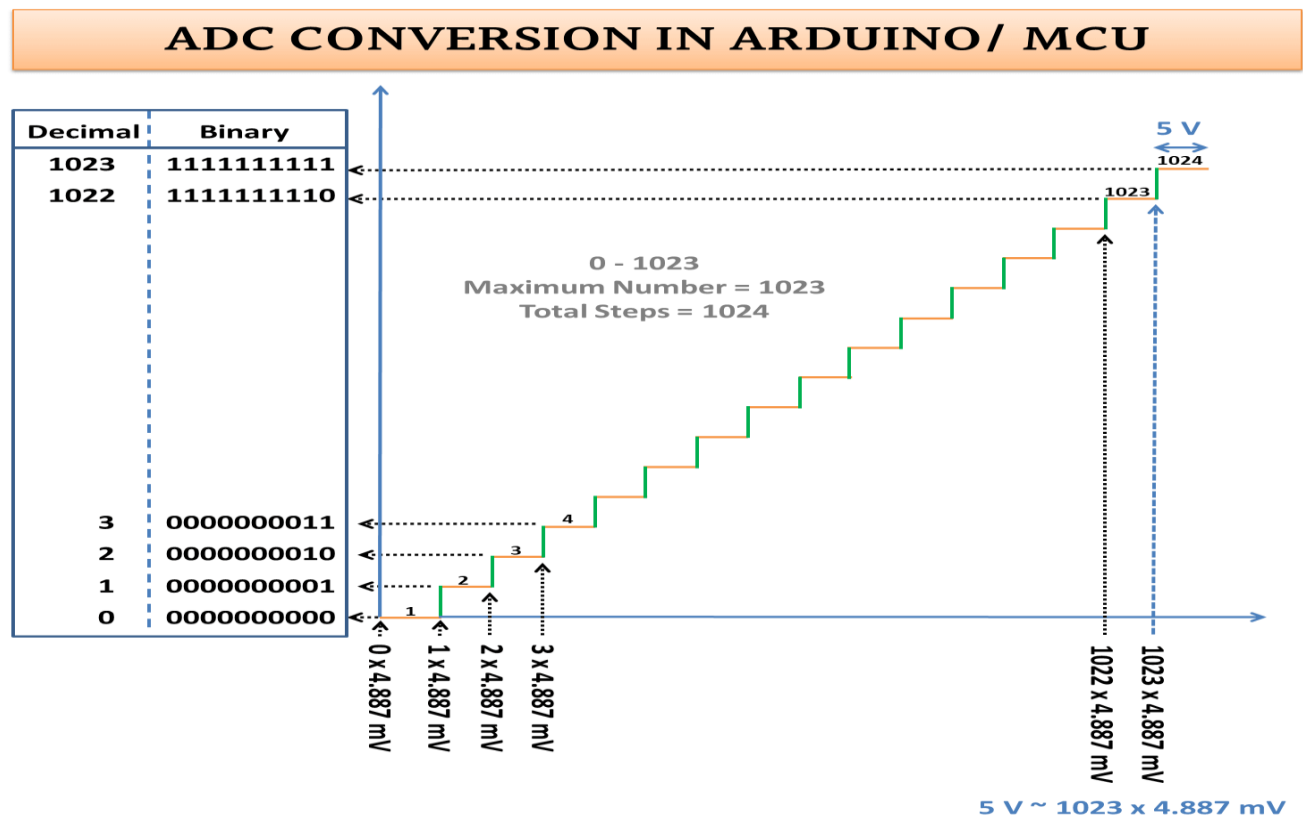 ADC CONVERSION IN ARDUINO/ MCU
Decimal Binary
1023 1111111111
1022 1111111110
3 0000000011
2 0000000010
1 0000000001
0 0000000000
5 V
1024
1023
0 - 1023
Maximum Number = 1023
Total Steps = 1024
4
3
2
1
0 x 4.887 mV
1 x 4.887 mV
2 x 4.887 mV
3 x 4.887 mV
1022 x 4.887 mV
1023 x 4.887 mV
5 V ~ 1023 x 4.887 mV